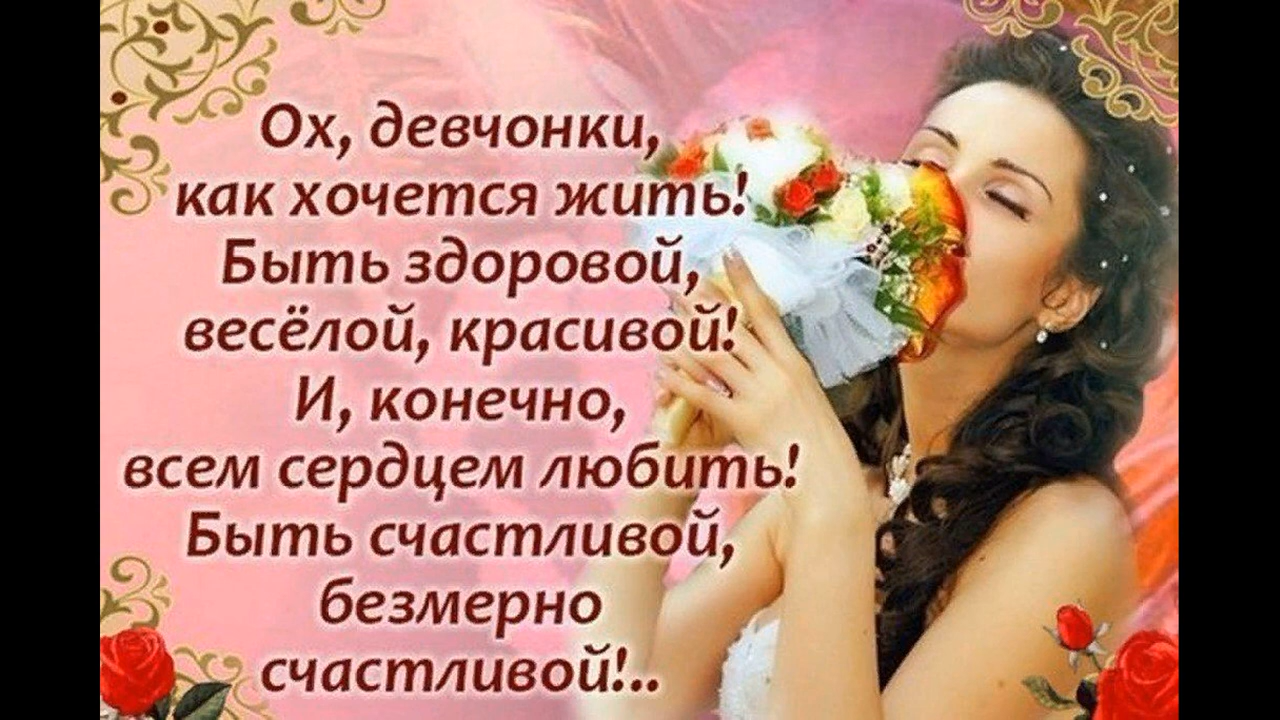 Ох, девчонки,
как хочется жить!
Быть здоровой,
весёлой, красивой!
И, конечно,
всем сердцем любить!
Быть счастливой,
безмерно
счастливой!..